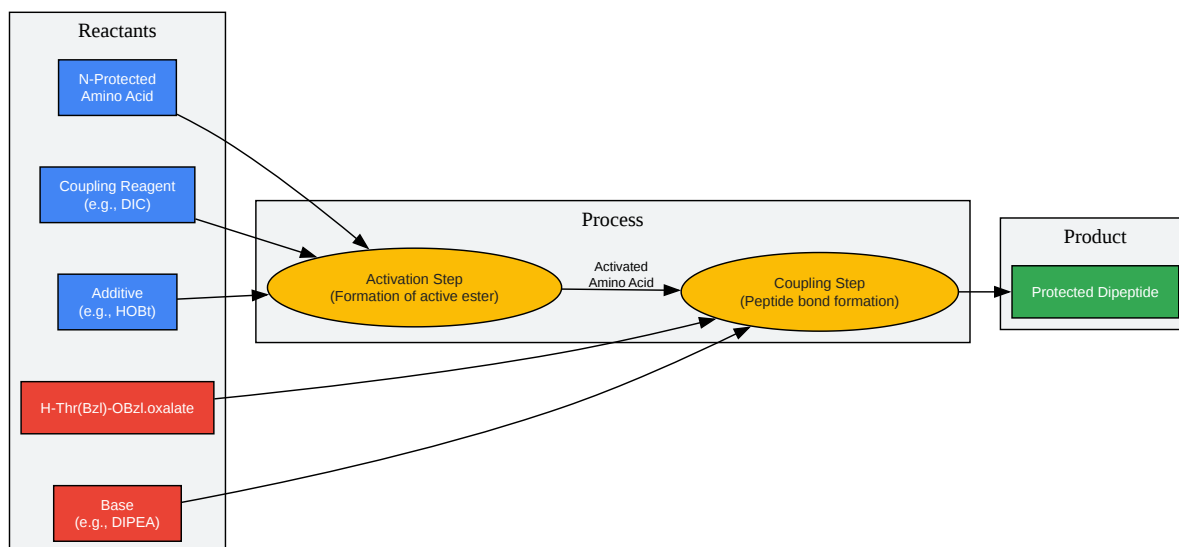 Reactants
N-Protected
Amino Acid
Coupling Reagent
(e.g., DIC)
Additive
(e.g., HOBt)
H-Thr(Bzl)-OBzl.oxalate
Base
(e.g., DIPEA)
Process
Activation Step
(Formation of active ester)
Activated
Amino Acid
Coupling Step
(Peptide bond formation)
Product
Protected Dipeptide